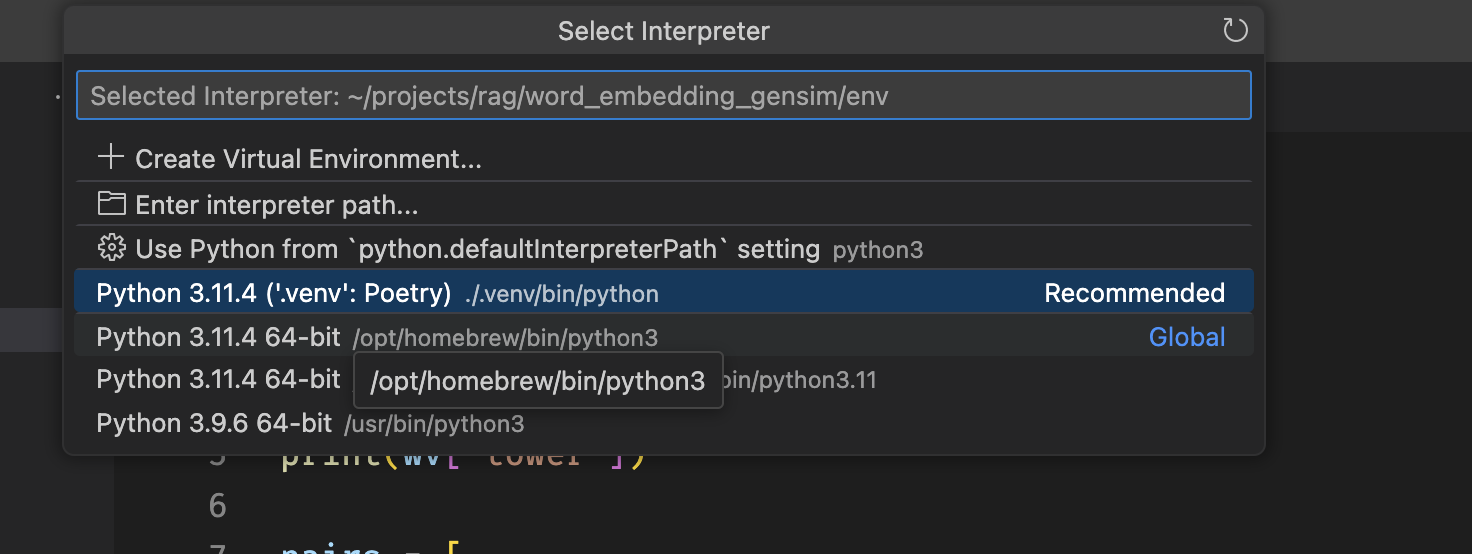 Select Interpreter
Selected Interpreter: ~/projects/rag/word_embedding_gensim/env
Create Virtual Environment...
Enter interpreter path...
Use Python from `python.defaultInterpreterPath` setting python3
Python 3.11.4 ('.venv': Poetry) ./.venv/bin/python Recommended
Python 3.11.4 64-bit /opt/homebrew/bin/python3 Global
Python 3.11.4 64-bit /opt/homebrew/bin/python3 bin/python3.11
Python 3.9.6 64-bit /usr/bin/python3
5 print(wv["tower"])
6
7 pairs = [